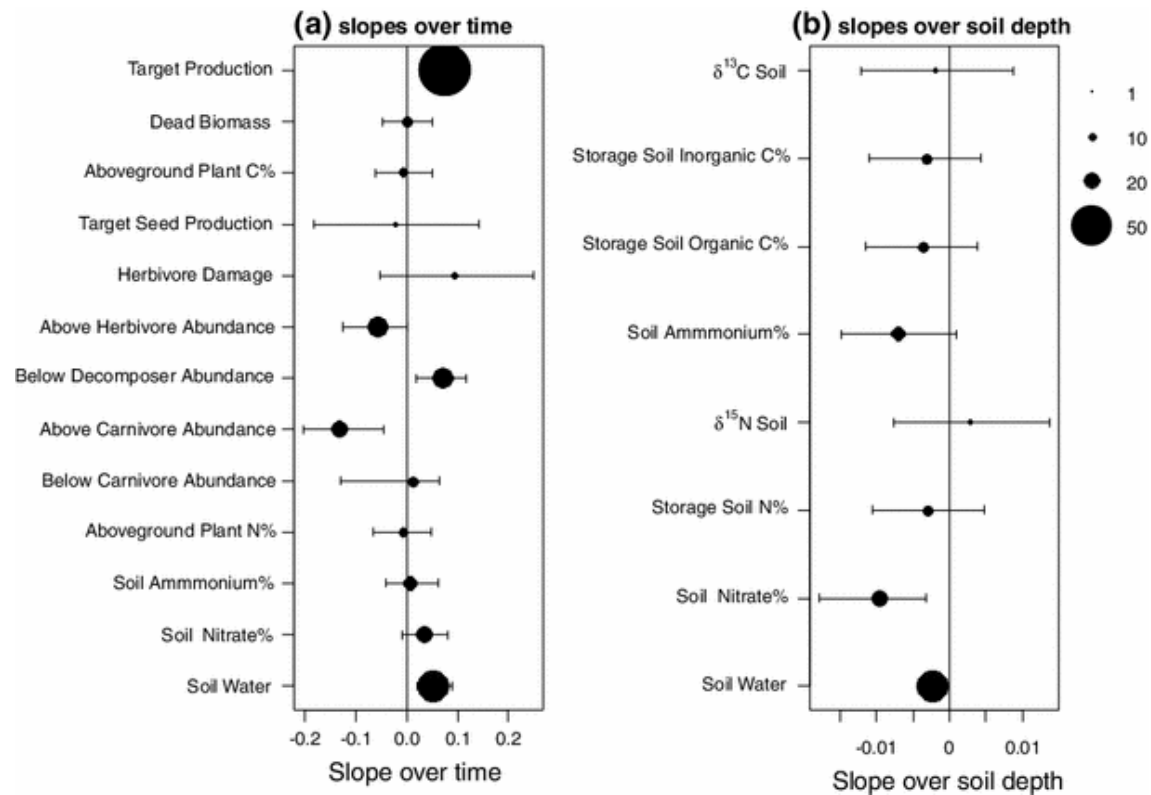 (a) slopes over time
Target Production
Dead Biomass
Aboveground Plant C%
Target Seed Production
Herbivore Damage
Above Herbivore Abundance
Below Decomposer Abundance
Above Carnivore Abundance
Below Carnivore Abundance
Aboveground Plant N%
Soil Ammmonium%
Soil Nitrate%
Soil Water
-0.2 -0.1 0.0 0.1 0.2
Slope over time
(b) slopes over soil depth
δ¹³C Soil
Storage Soil Inorganic C%
Storage Soil Organic C%
Soil Ammmonium%
δ¹⁵N Soil
Storage Soil N%
Soil Nitrate%
Soil Water
-0.01 0 0.01
Slope over soil depth
1
10
20
50